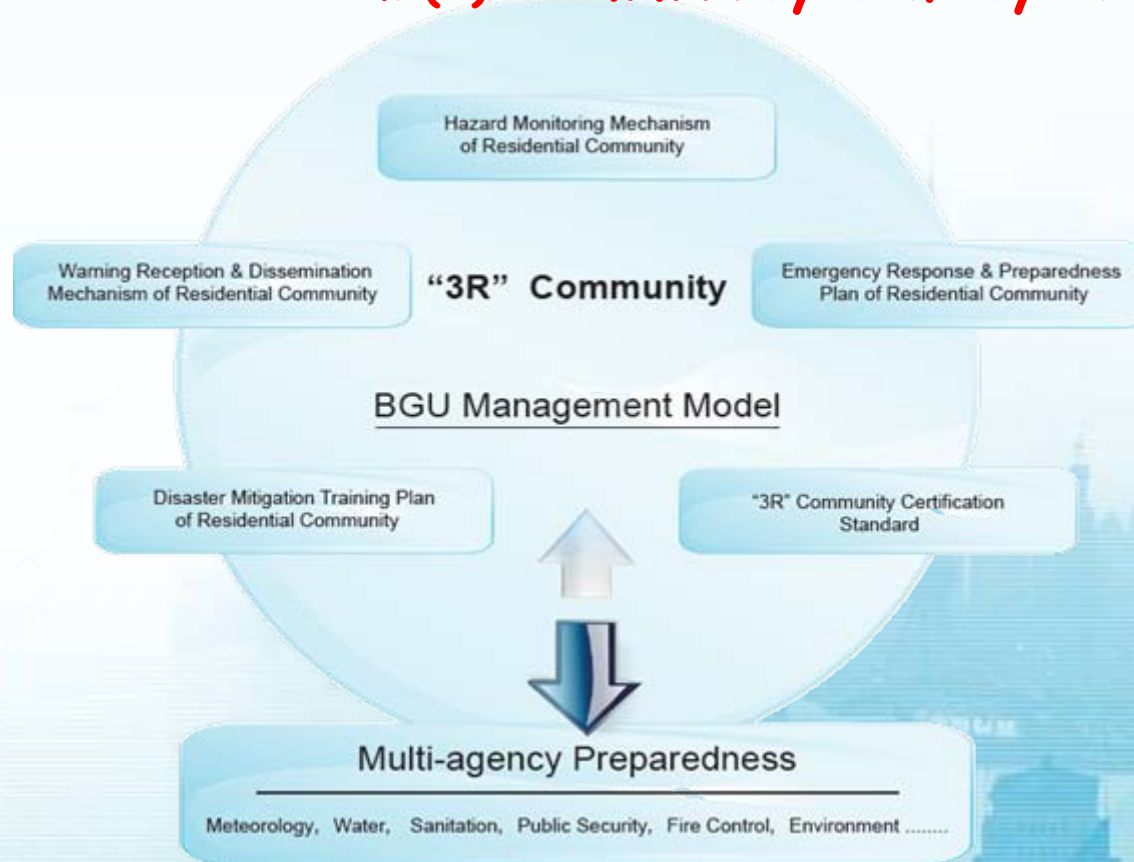 Hazard Monitoring Mechanism
of Residential Community
Warning Reception & Dissemination
Mechanism of Residential Community
“3R” Community
Emergency Response & Preparedness
Plan of Residential Community
BGU Management Model
Disaster Mitigation Training Plan
of Residential Community
“3R” Community Certification
Standard
Multi-agency Preparedness
Meteorology, Water, Sanitation, Public Security, Fire Control, Environment .........